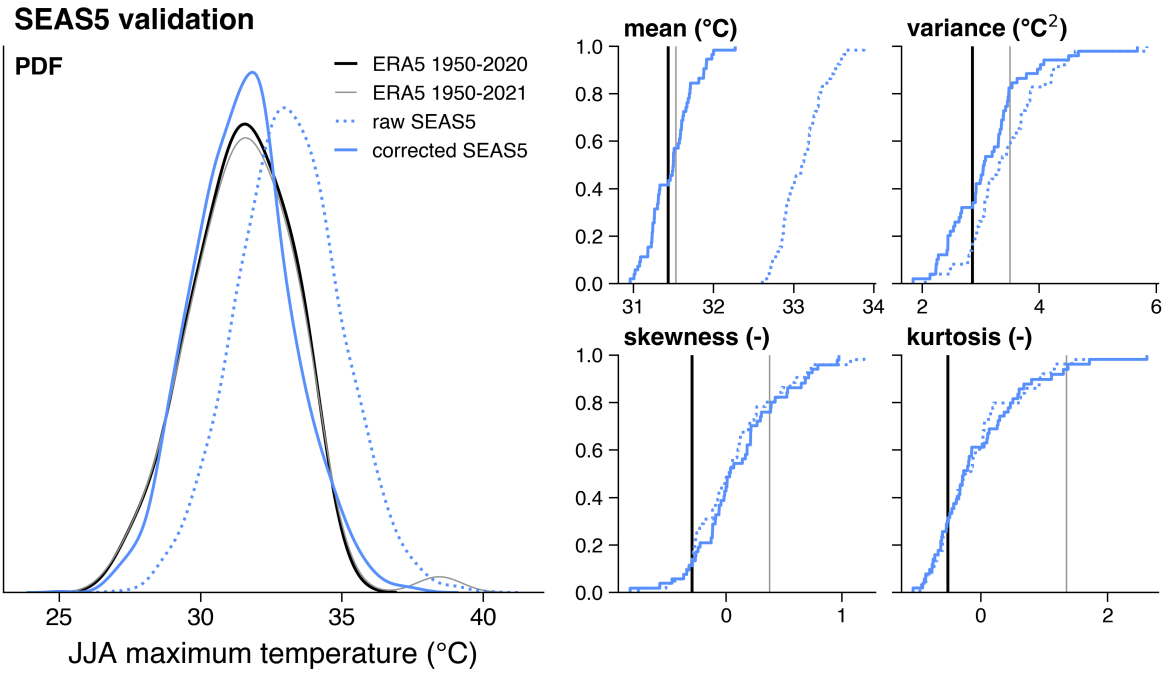 SEAS5 validation
PDF
ERA5 1950-2020
ERA5 1950-2021
raw SEAS5
corrected SEAS5
25 30 35 40
JJA maximum temperature (°C)
mean (°C)
1.0
0.8
0.6
0.4
0.2
0.0
31 32 33 34
variance (°C²)
2 4 6
skewness (-)
1.0
0.8
0.6
0.4
0.2
0.0
0 1
kurtosis (-)
0 2